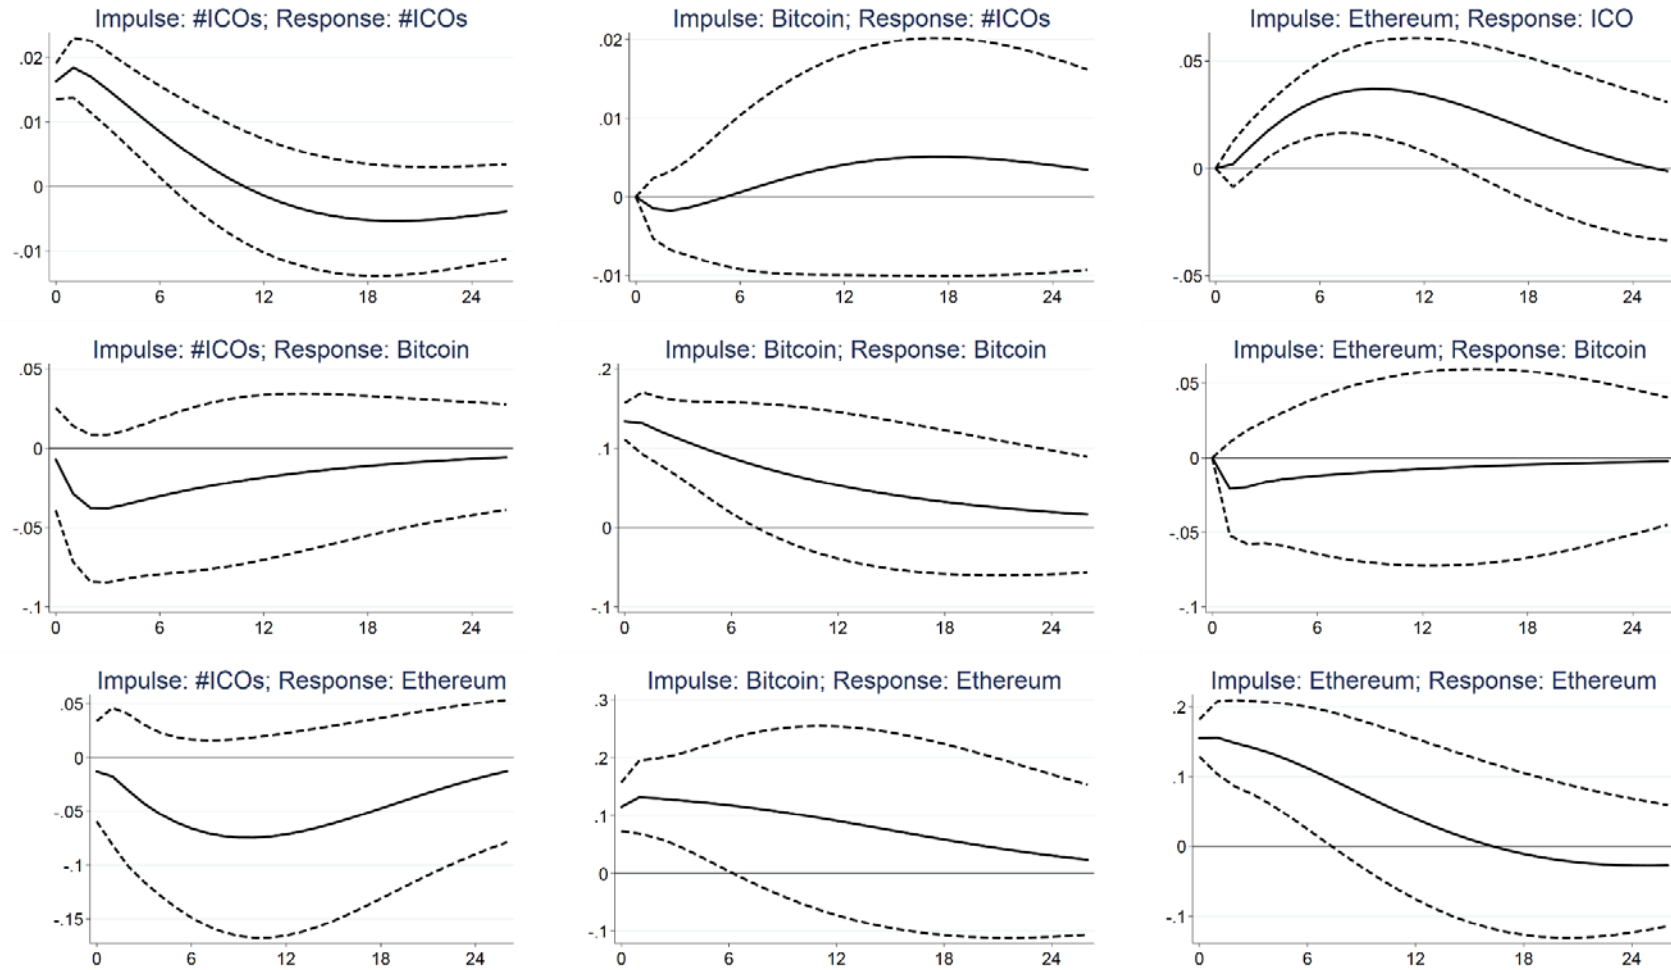 Impulse: #ICOs; Response: #ICOs
.02
.01
0
-.01
0 6 12 18 24
Impulse: Bitcoin; Response: #ICOs
.02
.01
0
-.01
0 6 12 18 24
Impulse: Ethereum; Response: ICO
.05
0
-.05
0 6 12 18 24
Impulse: #ICOs; Response: Bitcoin
.05
0
-.05
-.1
0 6 12 18 24
Impulse: Bitcoin; Response: Bitcoin
.2
.1
0
-.1
0 6 12 18 24
Impulse: Ethereum; Response: Bitcoin
.05
0
-.05
-.1
0 6 12 18 24
Impulse: #ICOs; Response: Ethereum
.05
0
-.05
-.1
-.15
0 6 12 18 24
Impulse: Bitcoin; Response: Ethereum
.3
.2
.1
0
-.1
0 6 12 18 24
Impulse: Ethereum; Response: Ethereum
.2
.1
0
-.1
0 6 12 18 24